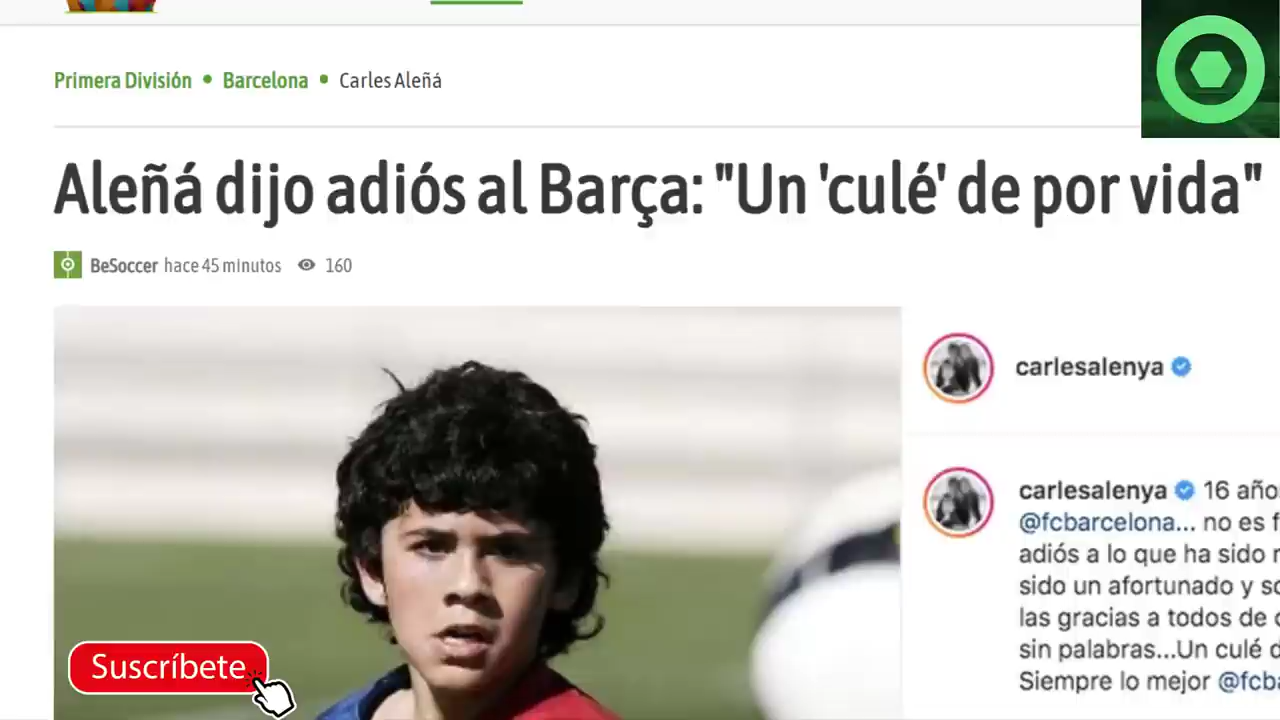 Primera División • Barcelona • Carles Aleñá
Aleñá dijo adiós al Barça: "Un 'culé' de por vida"
BeSoccer hace 45 minutos 160
carlesalenya
carlesalenya 16 año
@fcbarcelona... no es f
adiós a lo que ha sido
sido un afortunado y
las gracias a todos de
sin palabras...Un culé
Siempre lo mejor @fcba
Suscríbete